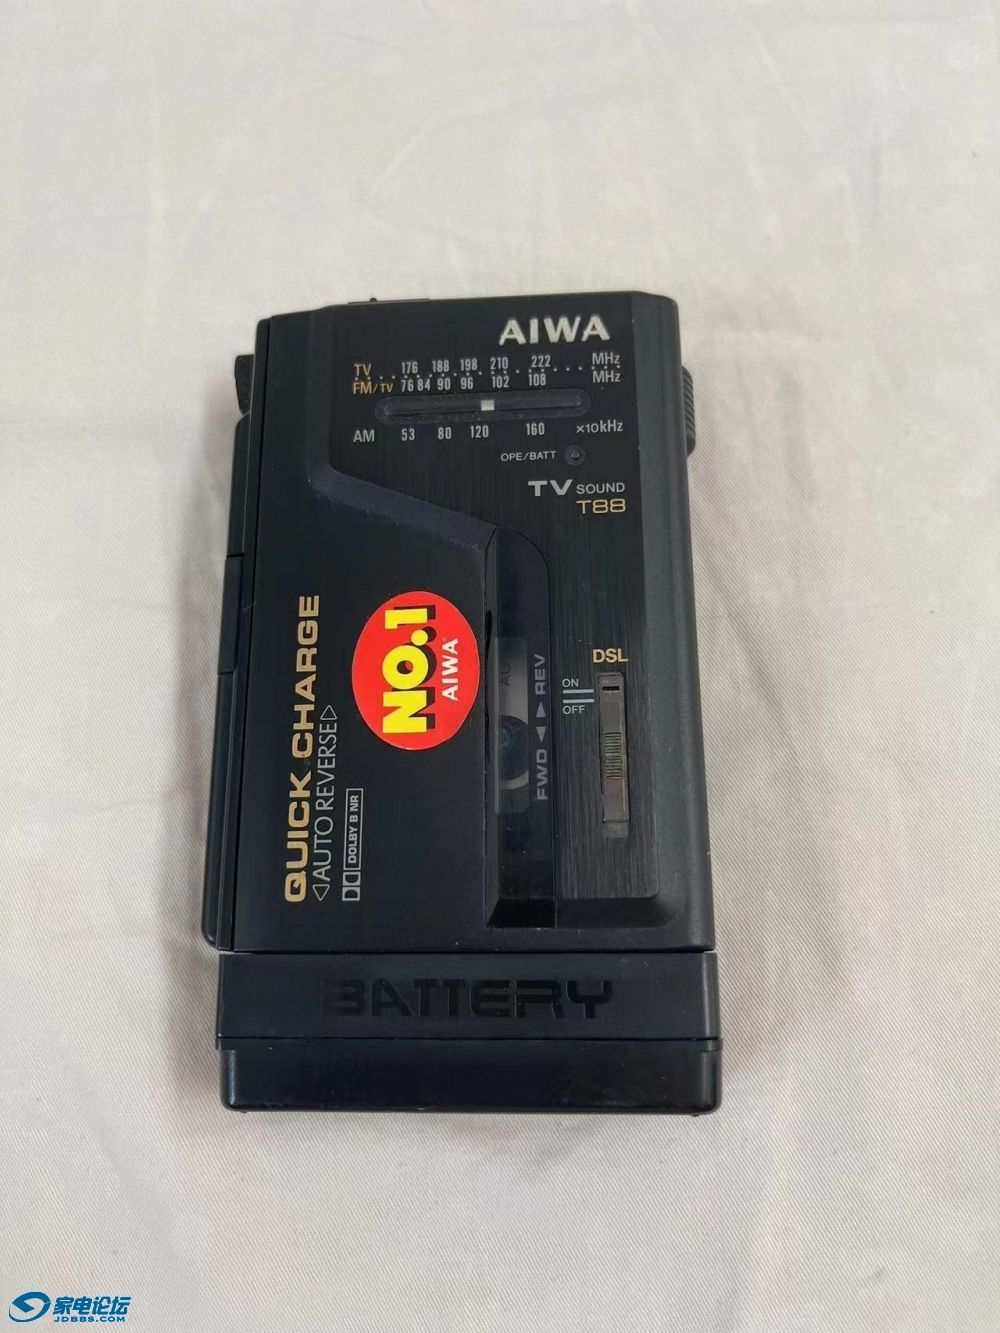 AIWA
TV 176 188 198 210 222 MHz
FM/TV 76 84 90 96 102 108 MHz
AM 53 80 120 160 ×10kHz
OPE/BATT
TV SOUND
T88
DSL
ON
OFF
FWD ◀ ▶ REV
NO.1
AIWA
QUICK CHARGE
◁AUTO REVERSE▷
DOLBY B NR
BATTERY
家电论坛
JDBBS.COM